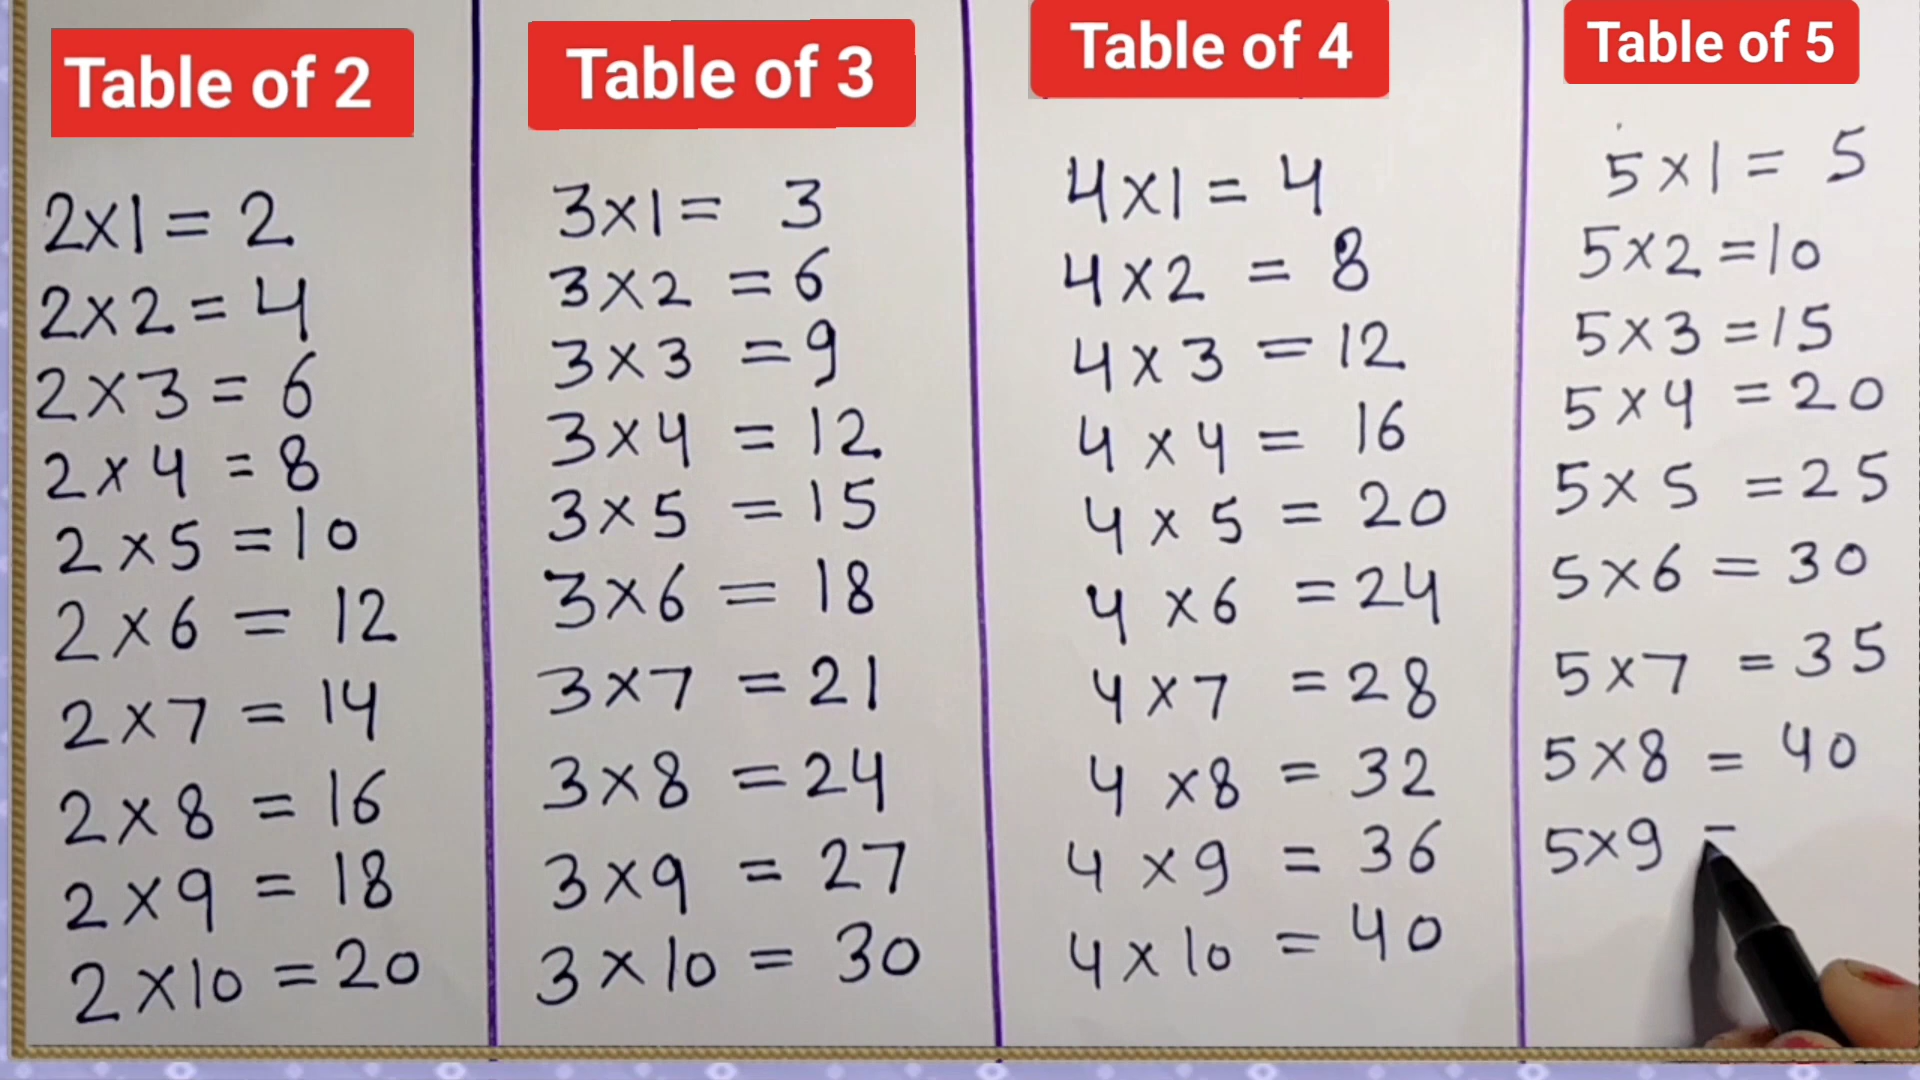 Table of 2
2x1 = 2
2x2 = 4
2x3 = 6
2x4 = 8
2x5 = 10
2x6 = 12
2x7 = 14
2x8 = 16
2x9 = 18
2x10 = 20
Table of 3
3x1 = 3
3x2 = 6
3x3 = 9
3x4 = 12
3x5 = 15
3x6 = 18
3x7 = 21
3x8 = 24
3x9 = 27
3x10 = 30
Table of 4
4x1 = 4
4x2 = 8
4x3 = 12
4x4 = 16
4x5 = 20
4x6 = 24
4x7 = 28
4x8 = 32
4x9 = 36
4x10 = 40
Table of 5
5x1 = 5
5x2 = 10
5x3 = 15
5x4 = 20
5x5 = 25
5x6 = 30
5x7 = 35
5x8 = 40
5x9 =